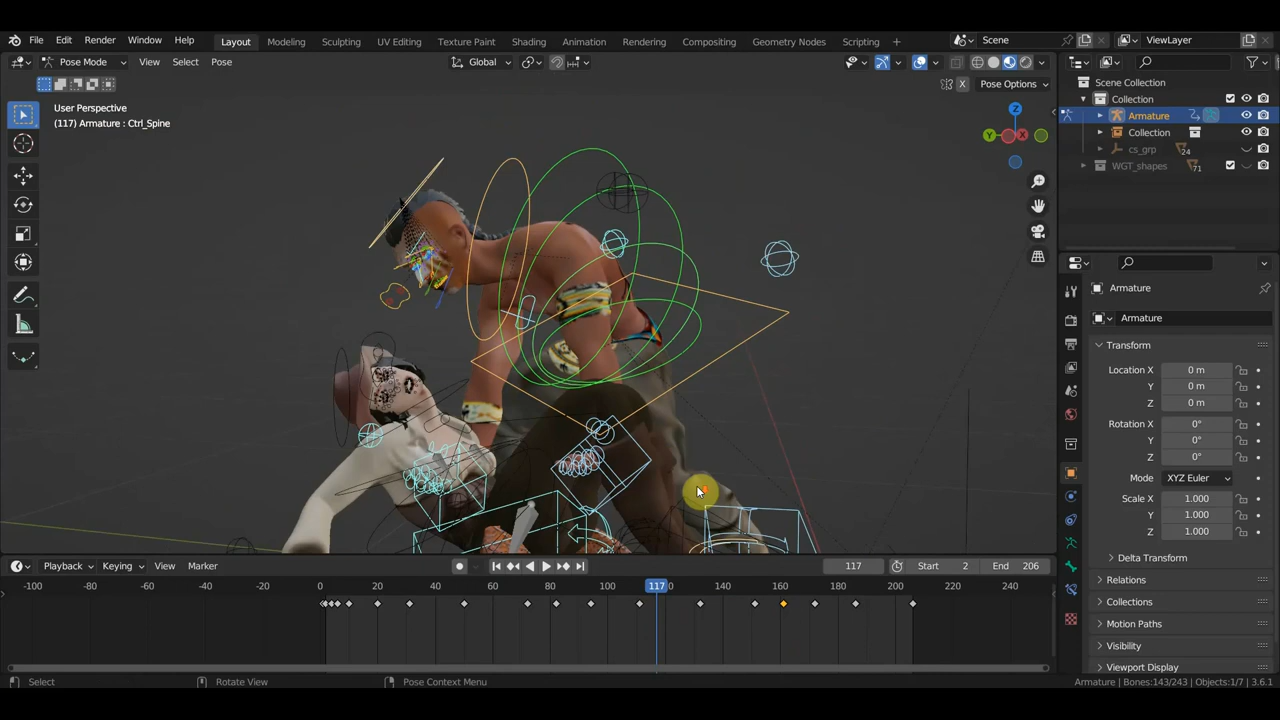 File Edit Render Window Help Layout Modeling Sculpting UV Editing Texture Paint Shading Animation Rendering Compositing Geometry Nodes Scripting + Scene ViewLayer
Pose Mode View Select Pose Global
X Pose Options
User Perspective
(117) Armature : Ctrl_Spine
Z
Y
X
Scene Collection
Collection
Armature
Collection
cs_grp 24
WGT_shapes 71
Armature
Armature
Transform
Location X 0 m
Y 0 m
Z 0 m
Rotation X 0°
Y 0°
Z 0°
Mode XYZ Euler
Scale X 1.000
Y 1.000
Z 1.000
Delta Transform
Relations
Collections
Motion Paths
Visibility
Viewport Display
Playback Keying View Marker 117 Start 2 End 206
-100 -80 -60 -40 -20 0 20 40 60 80 100 117 140 160 180 200 220 240
Select Rotate View Pose Context Menu Armature | Bones:143/243 | Objects:1/7 | 3.6.1